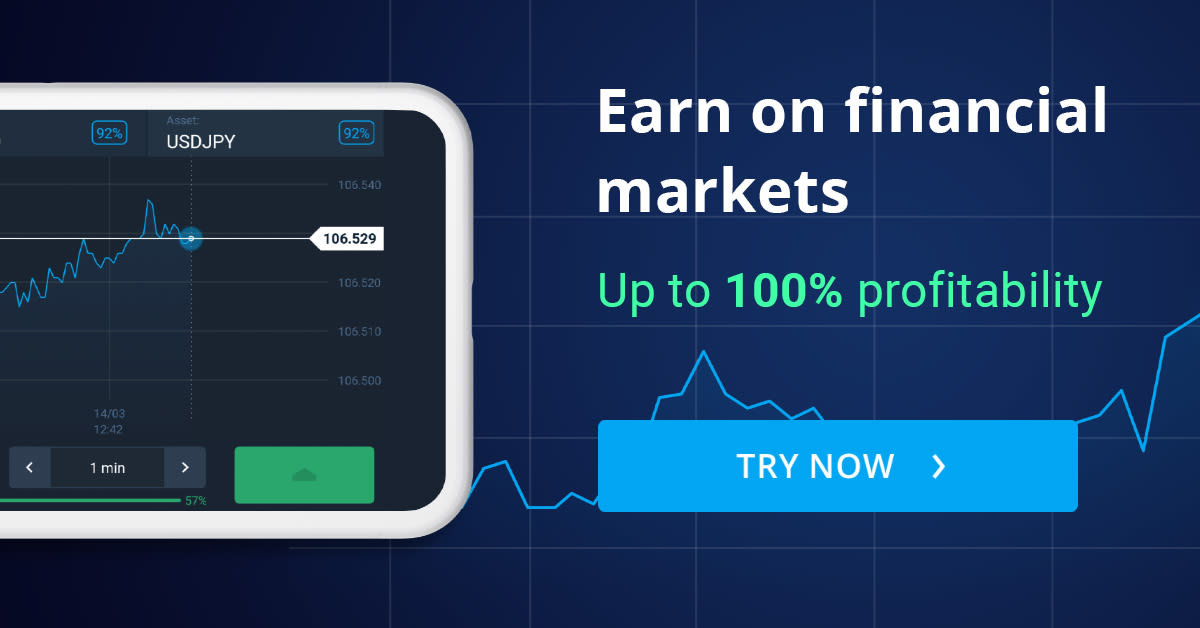 92%
Asset:
USDJPY
92%
106.540
106.529
106.520
106.510
106.500
14/03
12:42
1 min
57%
Earn on financial
markets
Up to 100% profitability
TRY NOW